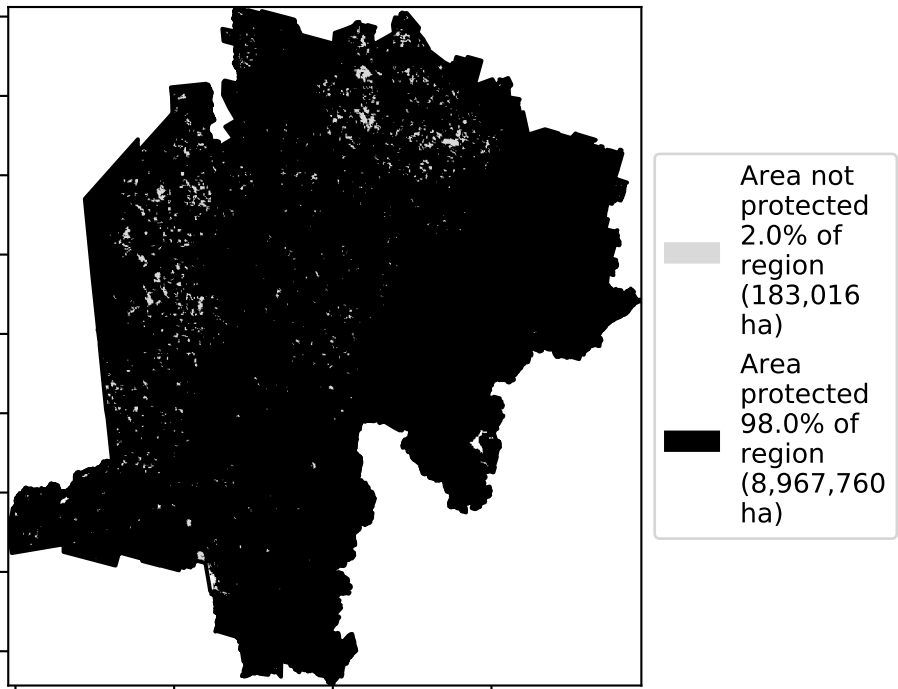 Area not
protected
2.0% of
region
(183,016
ha)
Area
protected
98.0% of
region
(8,967,760
ha)